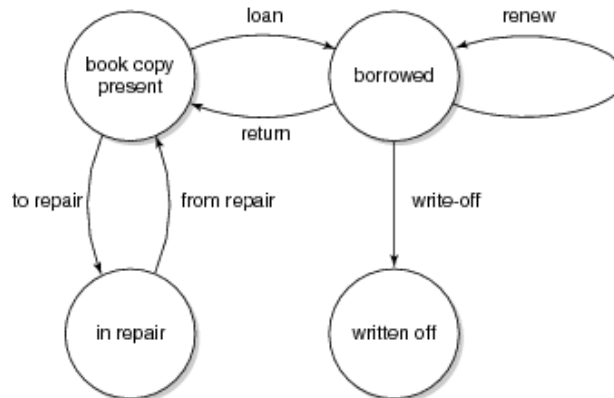 loan
renew
book copy
present
borrowed
return
to repair
from repair
write-off
in repair
written off